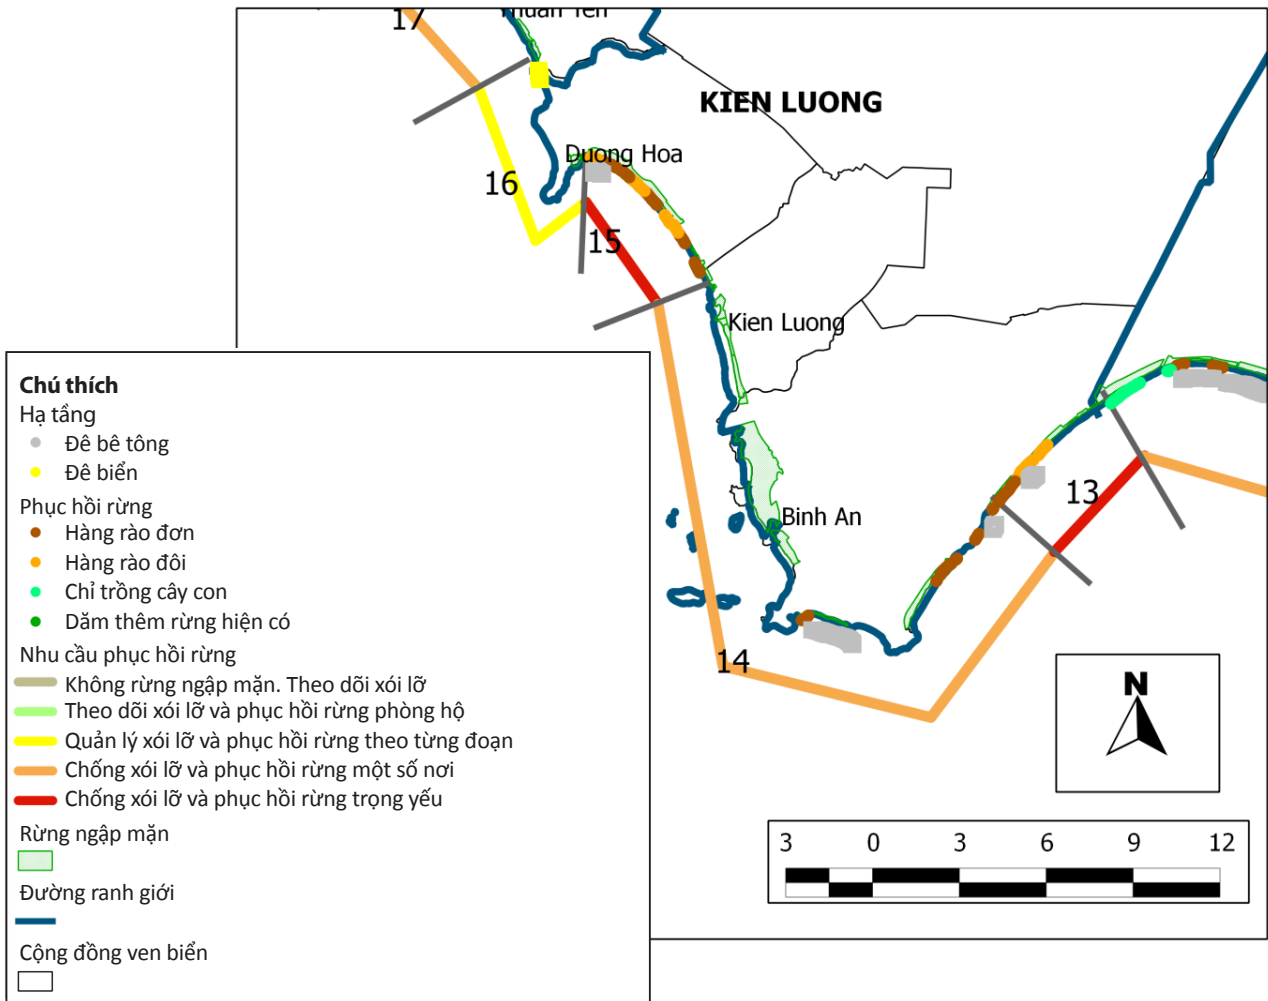 17
Thuan Yen
KIEN LUONG
Duong Hoa
16
15
Kien Luong
13
Binh An
14
N
3 0 3 6 9 12
Chú thích
Hạ tầng
Đê bê tông
Đê biển
Phục hồi rừng
Hàng rào đơn
Hàng rào đôi
Chỉ trồng cây con
Dăm thêm rừng hiện có
Nhu cầu phục hồi rừng
Không rừng ngập mặn. Theo dõi xói lỡ
Theo dõi xói lỡ và phục hồi rừng phòng hộ
Quản lý xói lỡ và phục hồi rừng theo từng đoạn
Chống xói lỡ và phục hồi rừng một số nơi
Chống xói lỡ và phục hồi rừng trọng yếu
Rừng ngập mặn
Đường ranh giới
Cộng đồng ven biển